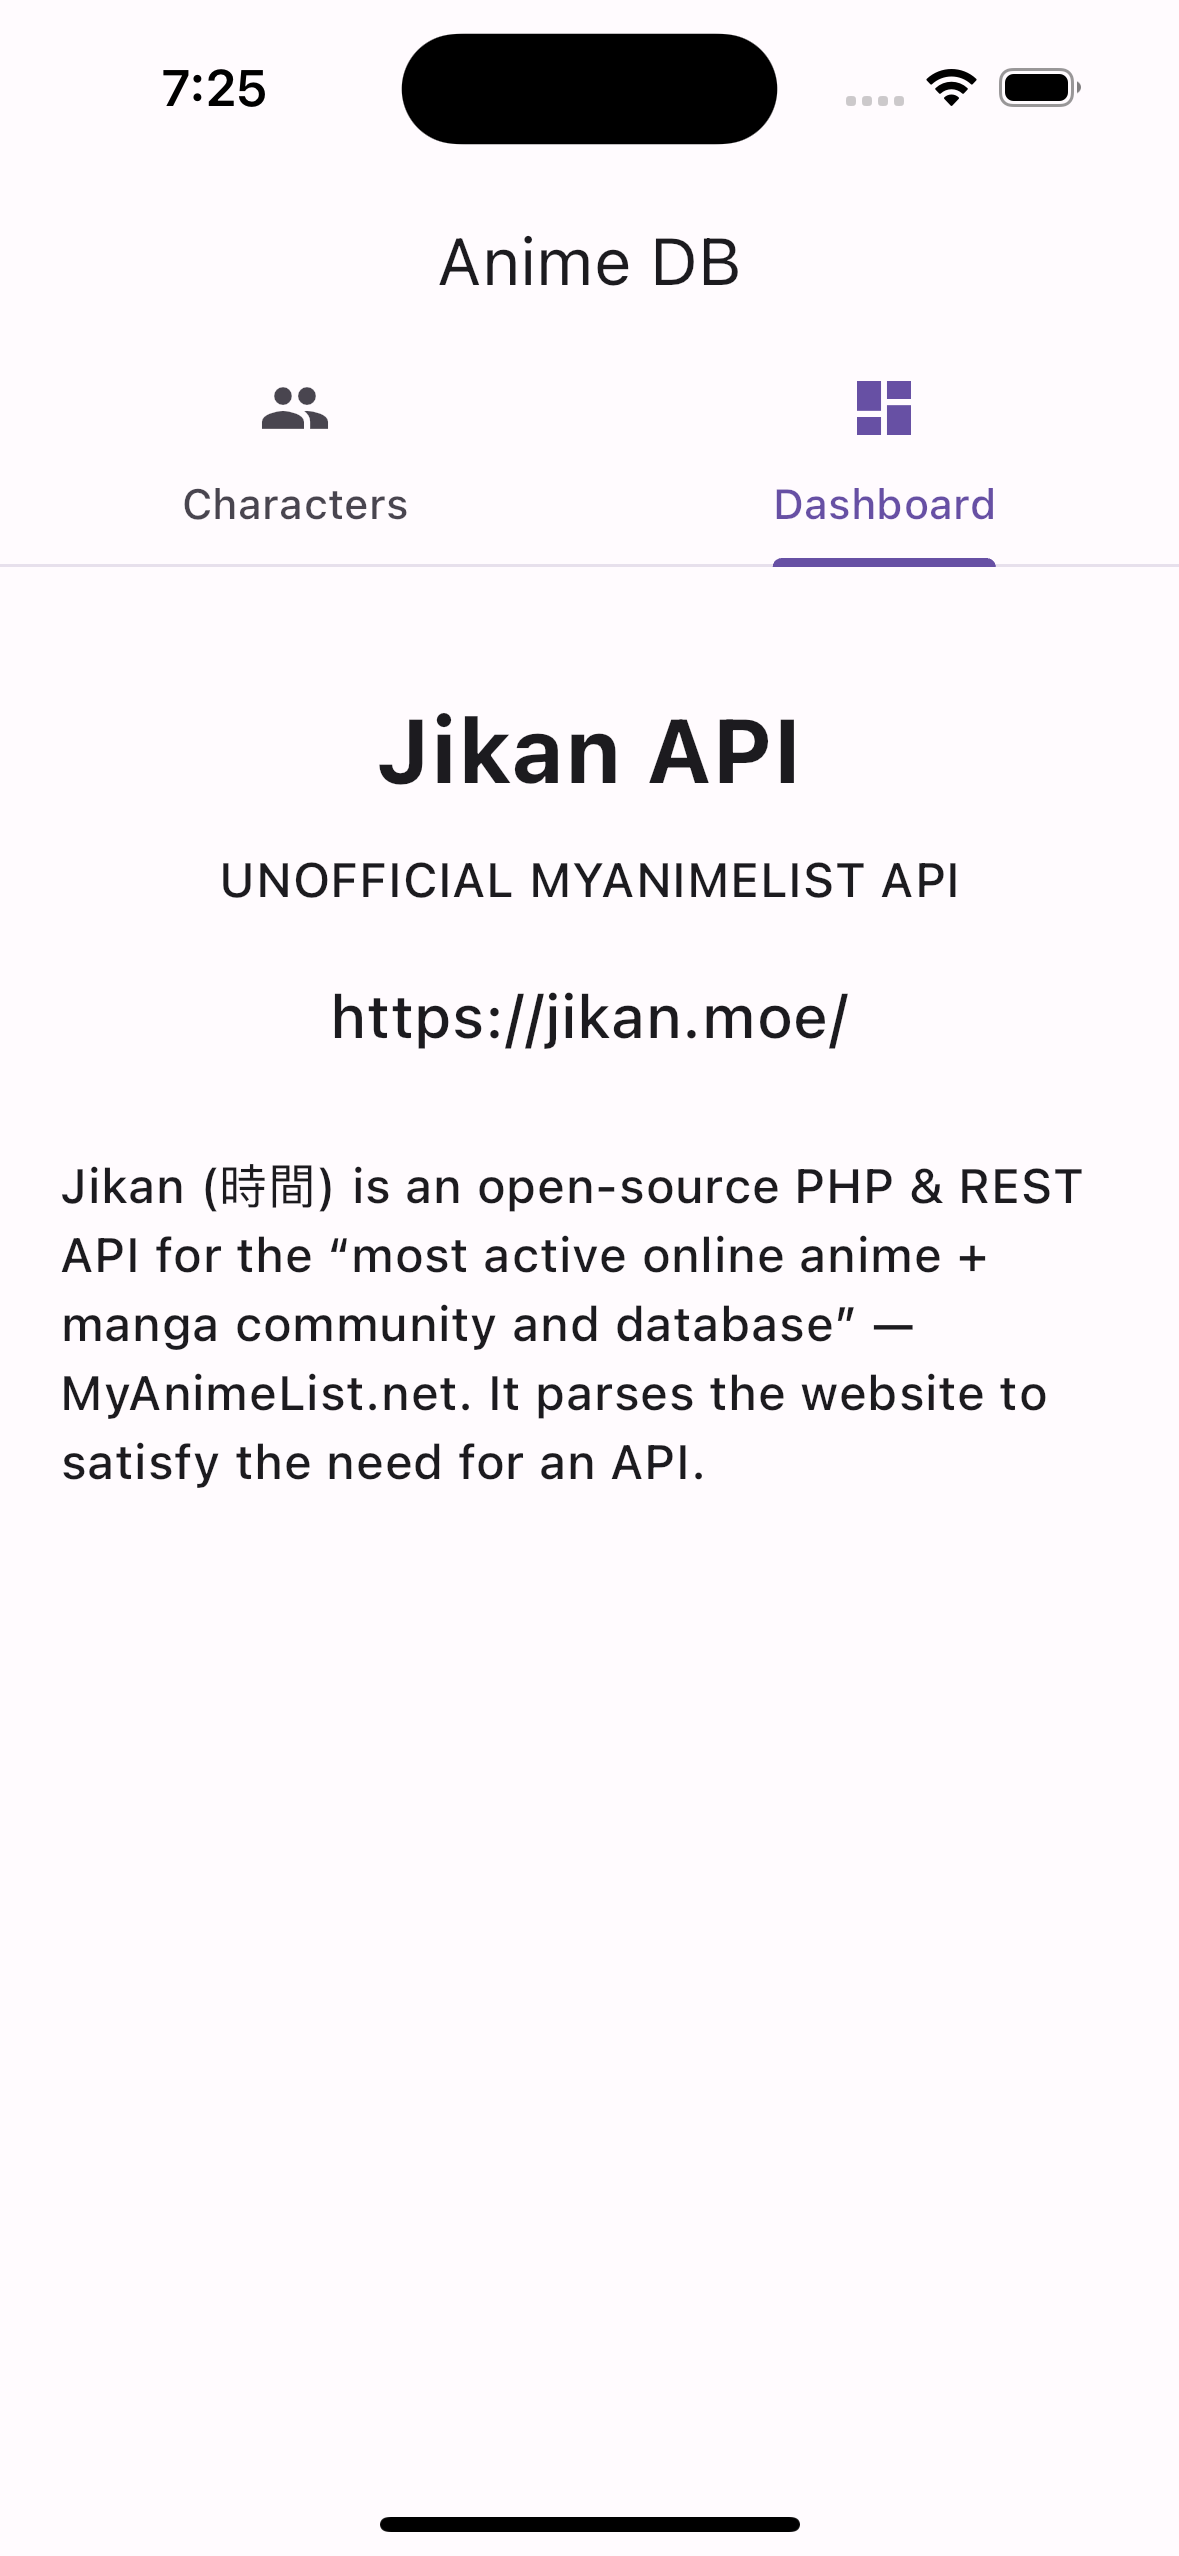 7:25
Anime DB
Characters
Dashboard
Jikan API
UNOFFICIAL MYANIMELIST API
https://jikan.moe/
Jikan (時間) is an open-source PHP & REST
API for the “most active online anime +
manga community and database” —
MyAnimeList.net. It parses the website to
satisfy the need for an API.